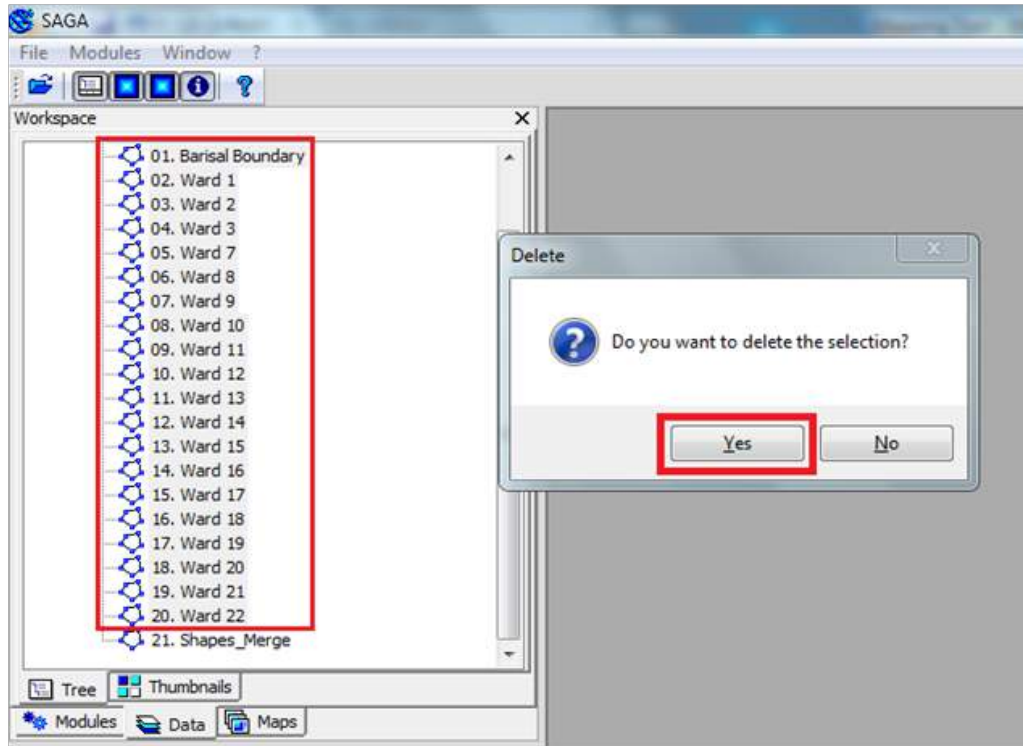 SAGA
File Modules Window ?
Workspace
01. Barisal Boundary
02. Ward 1
03. Ward 2
04. Ward 3
05. Ward 7
06. Ward 8
07. Ward 9
08. Ward 10
09. Ward 11
10. Ward 12
11. Ward 13
12. Ward 14
13. Ward 15
14. Ward 16
15. Ward 17
16. Ward 18
17. Ward 19
18. Ward 20
19. Ward 21
20. Ward 22
21. Shapes_Merge
Tree Thumbnails
Modules Data Maps
Delete
Do you want to delete the selection?
Yes No